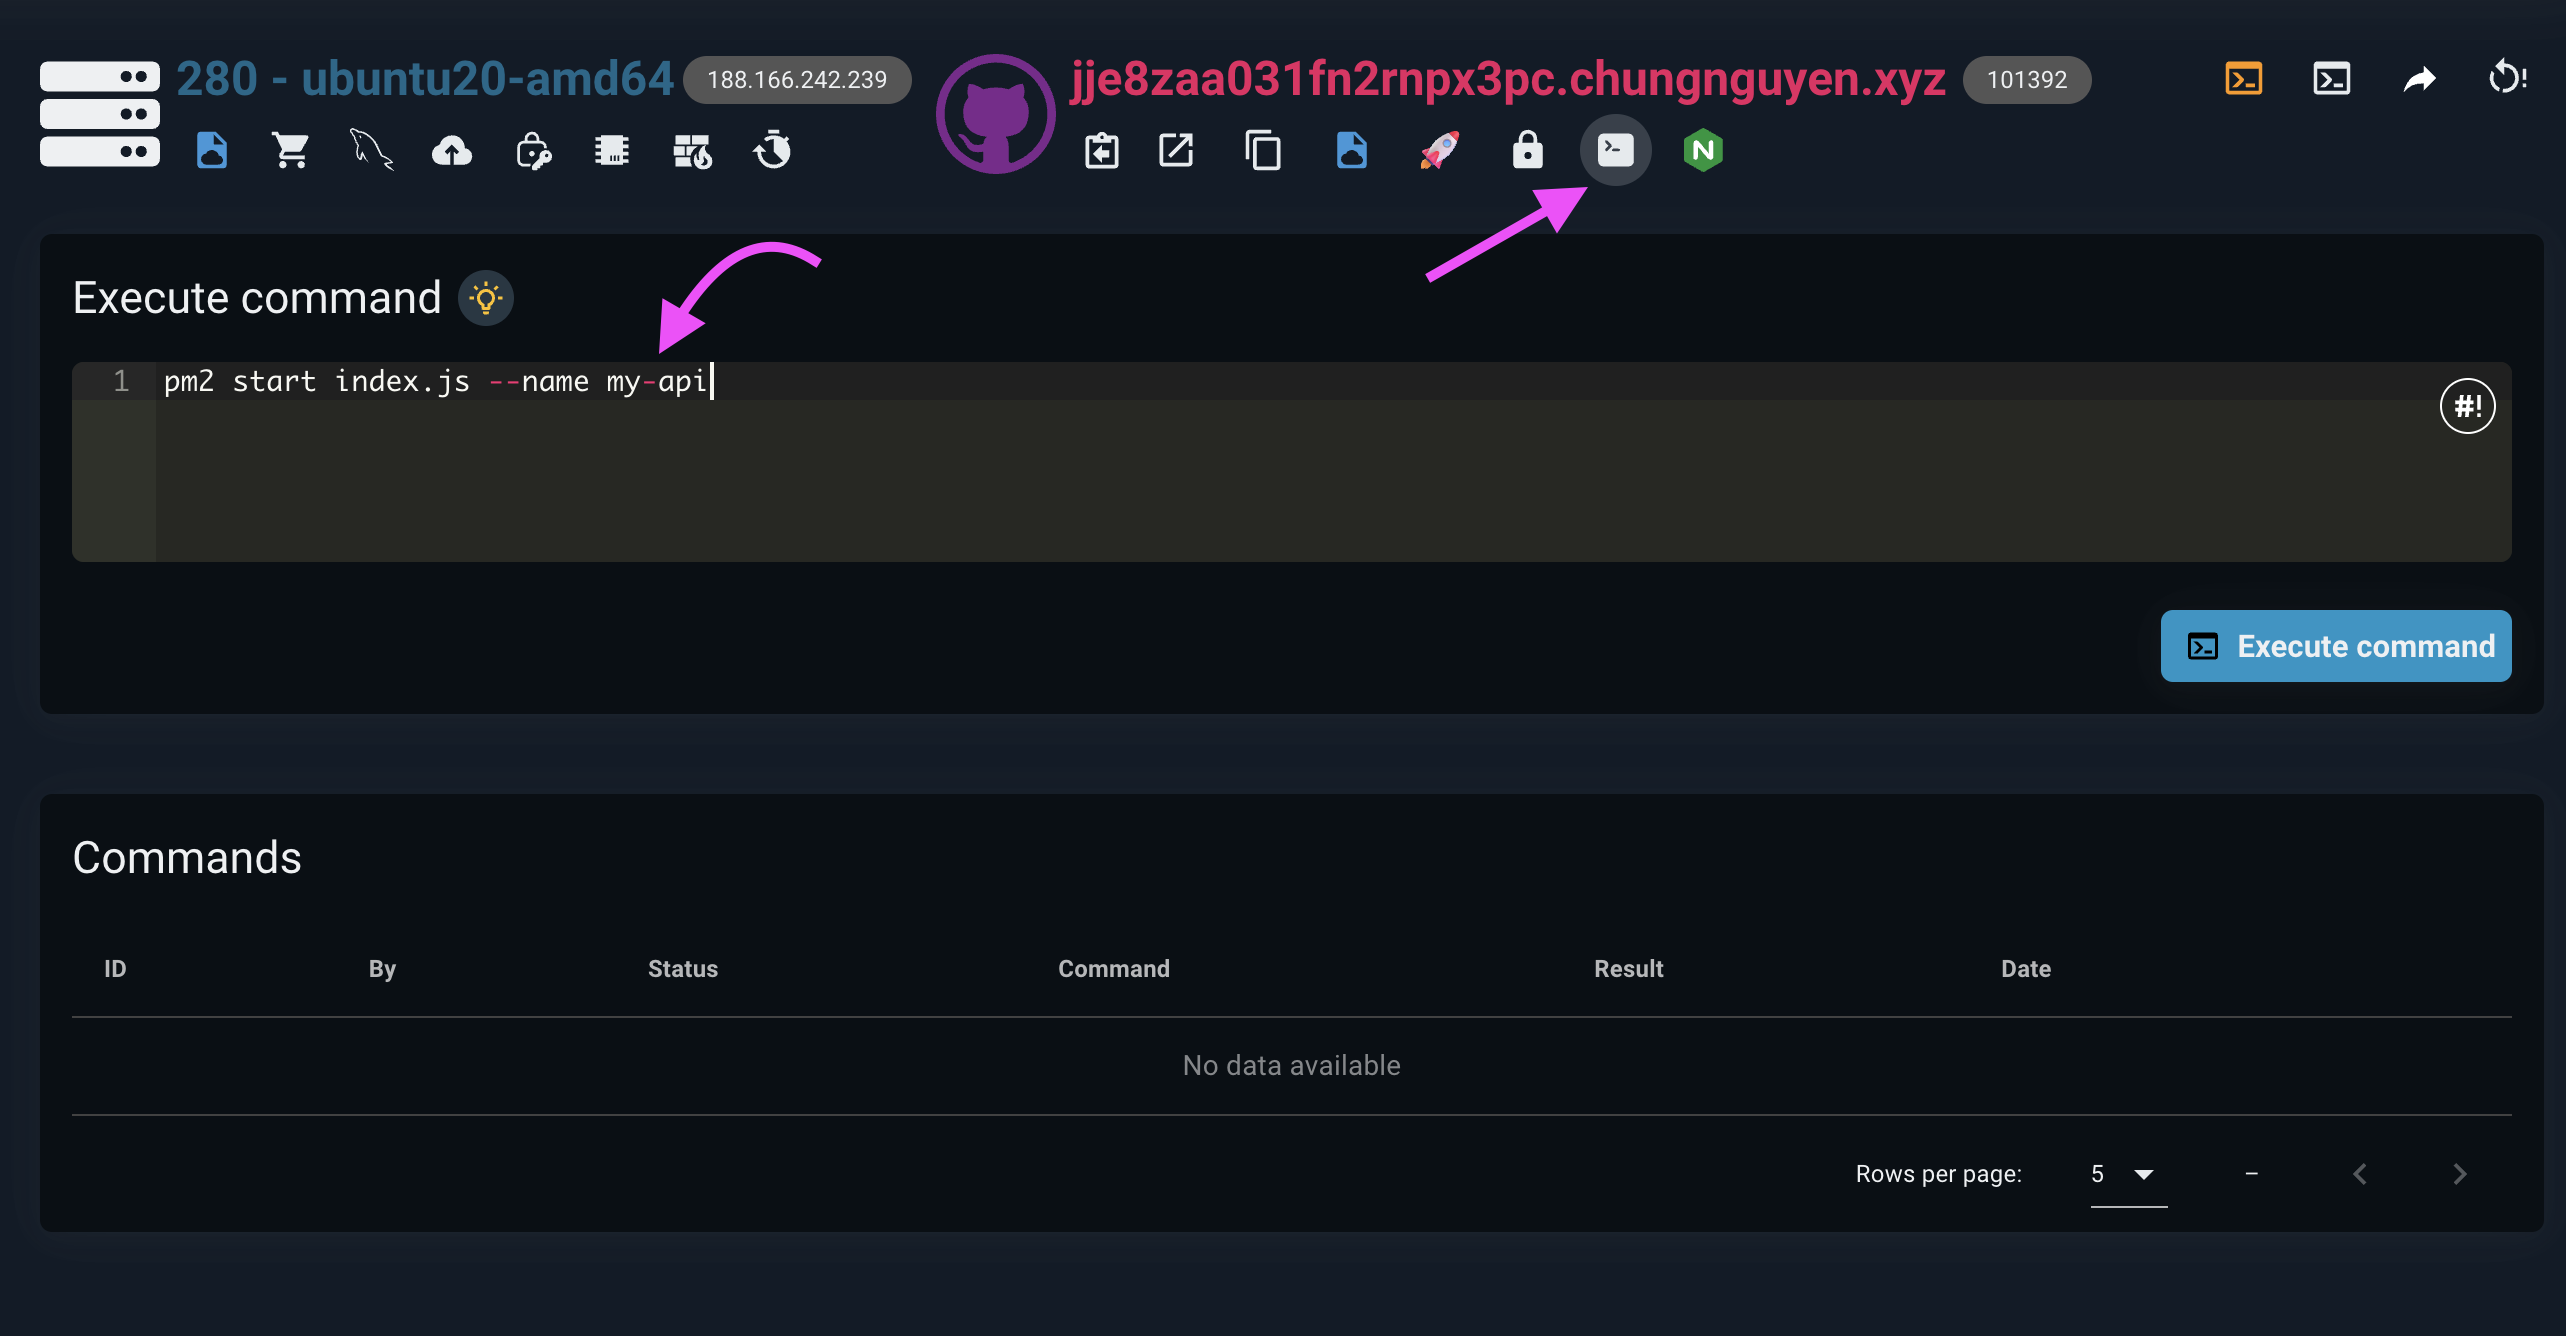 280 - ubuntu20-amd64 188.166.242.239 jje8zaa031fn2rnpx3pc.chungnguyen.xyz 101392
Execute command
1 pm2 start index.js --name my-api
#!
Execute command
Commands
ID By Status Command Result Date
No data available
Rows per page: 5 –